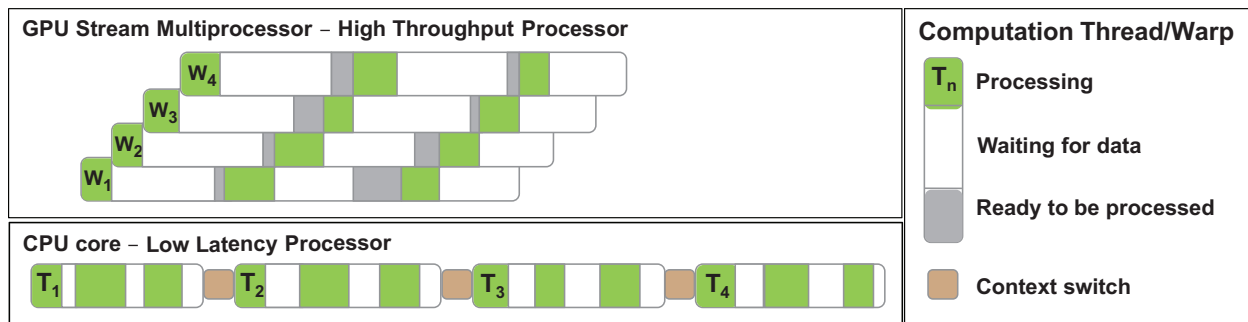 GPU Stream Multiprocessor – High Throughput Processor
W4
W3
W2
W1
CPU core – Low Latency Processor
T1
T2
T3
T4
Computation Thread/Warp
Tn
Processing
Waiting for data
Ready to be processed
Context switch